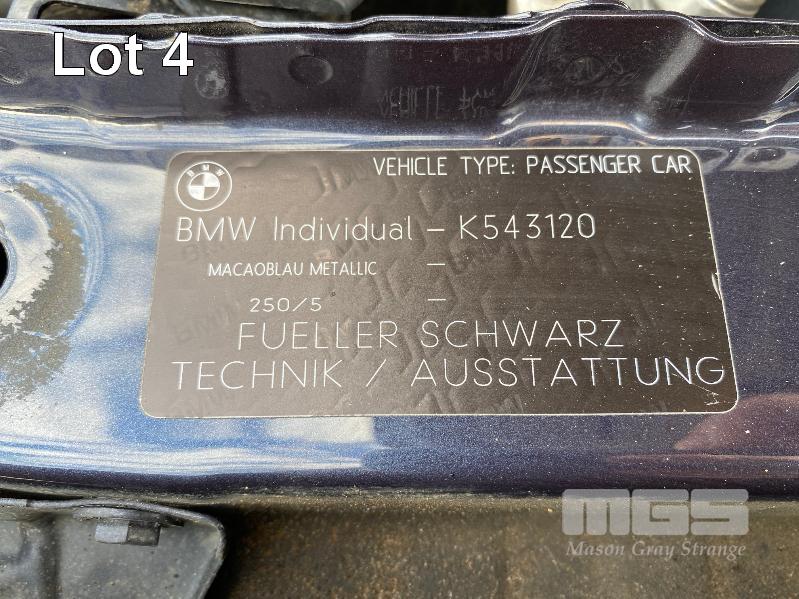 Lot 4
BMW
VEHICLE TYPE: PASSENGER CAR
BMW Individual - K543120
MACAOBLAU METALLIC -
250/5 -
FUELLER SCHWARZ
TECHNIK / AUSSTATTUNG
MGS
Mason Gray Strange